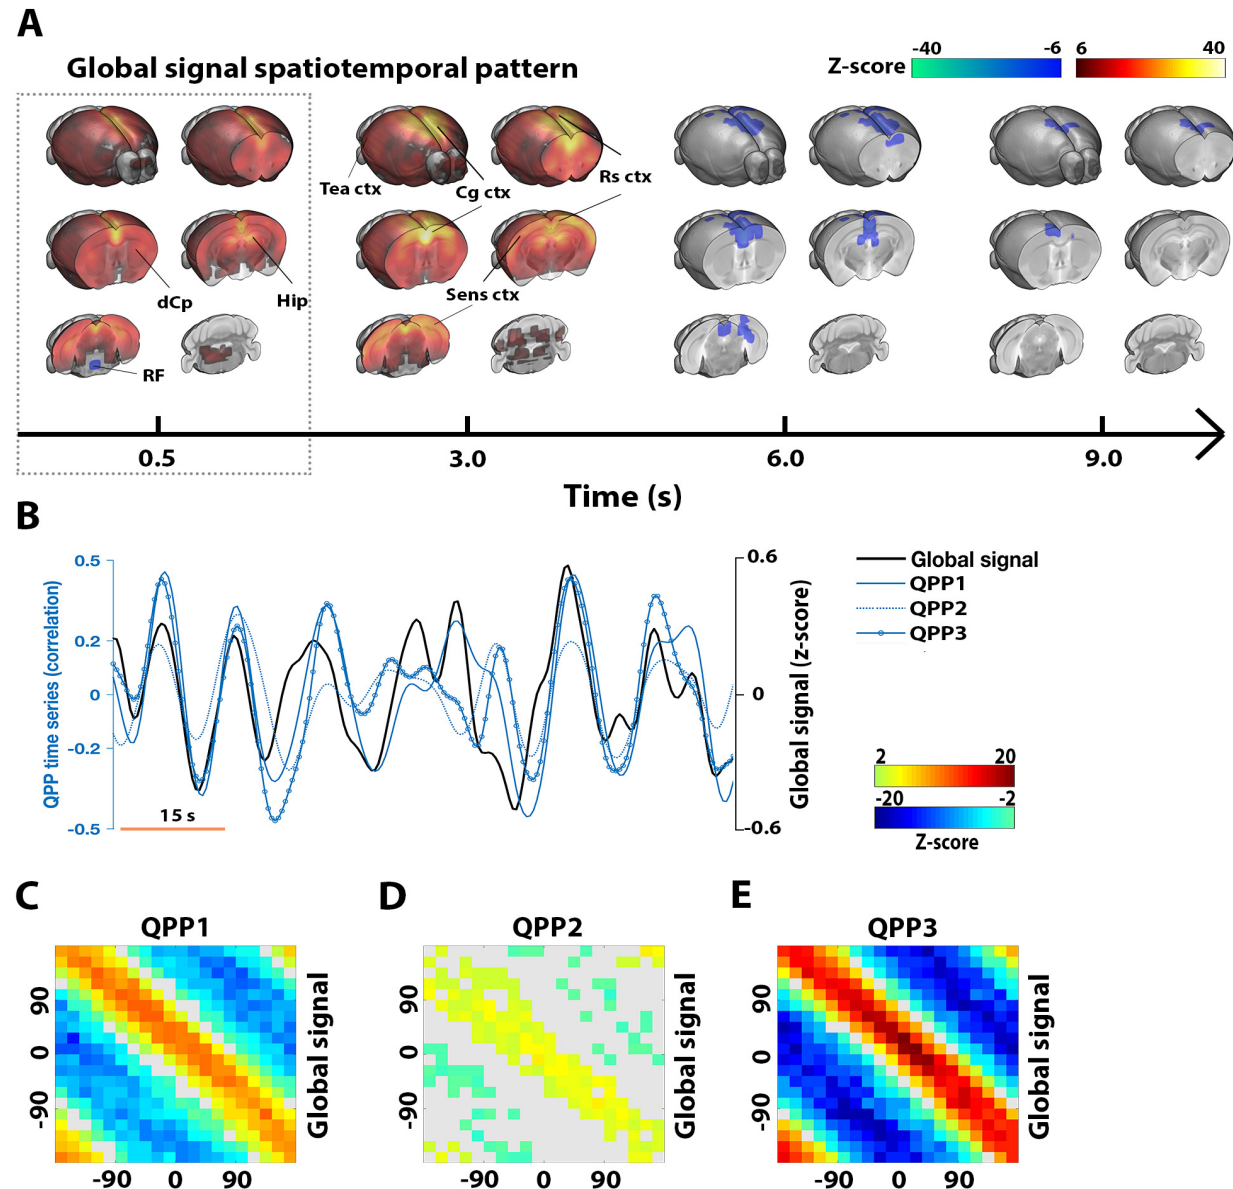 A
Global signal spatiotemporal pattern
Z-score
-40 -6 6 40
Tea ctx
Cg ctx
Rs ctx
dCp
Hip
Sens ctx
RF
0.5 3.0 6.0 9.0
Time (s)
B
QPP time series (correlation)
0.5
0.2
0
-0.2
-0.5
15 s
0.6
0
-0.6
Global signal (z-score)
Global signal
QPP1
QPP2
QPP3
2 20
-20 -2
Z-score
C
QPP1
90
0
-90
-90 0 90
Global signal
D
QPP2
90
0
-90
-90 0 90
Global signal
E
QPP3
90
0
-90
-90 0 90
Global signal